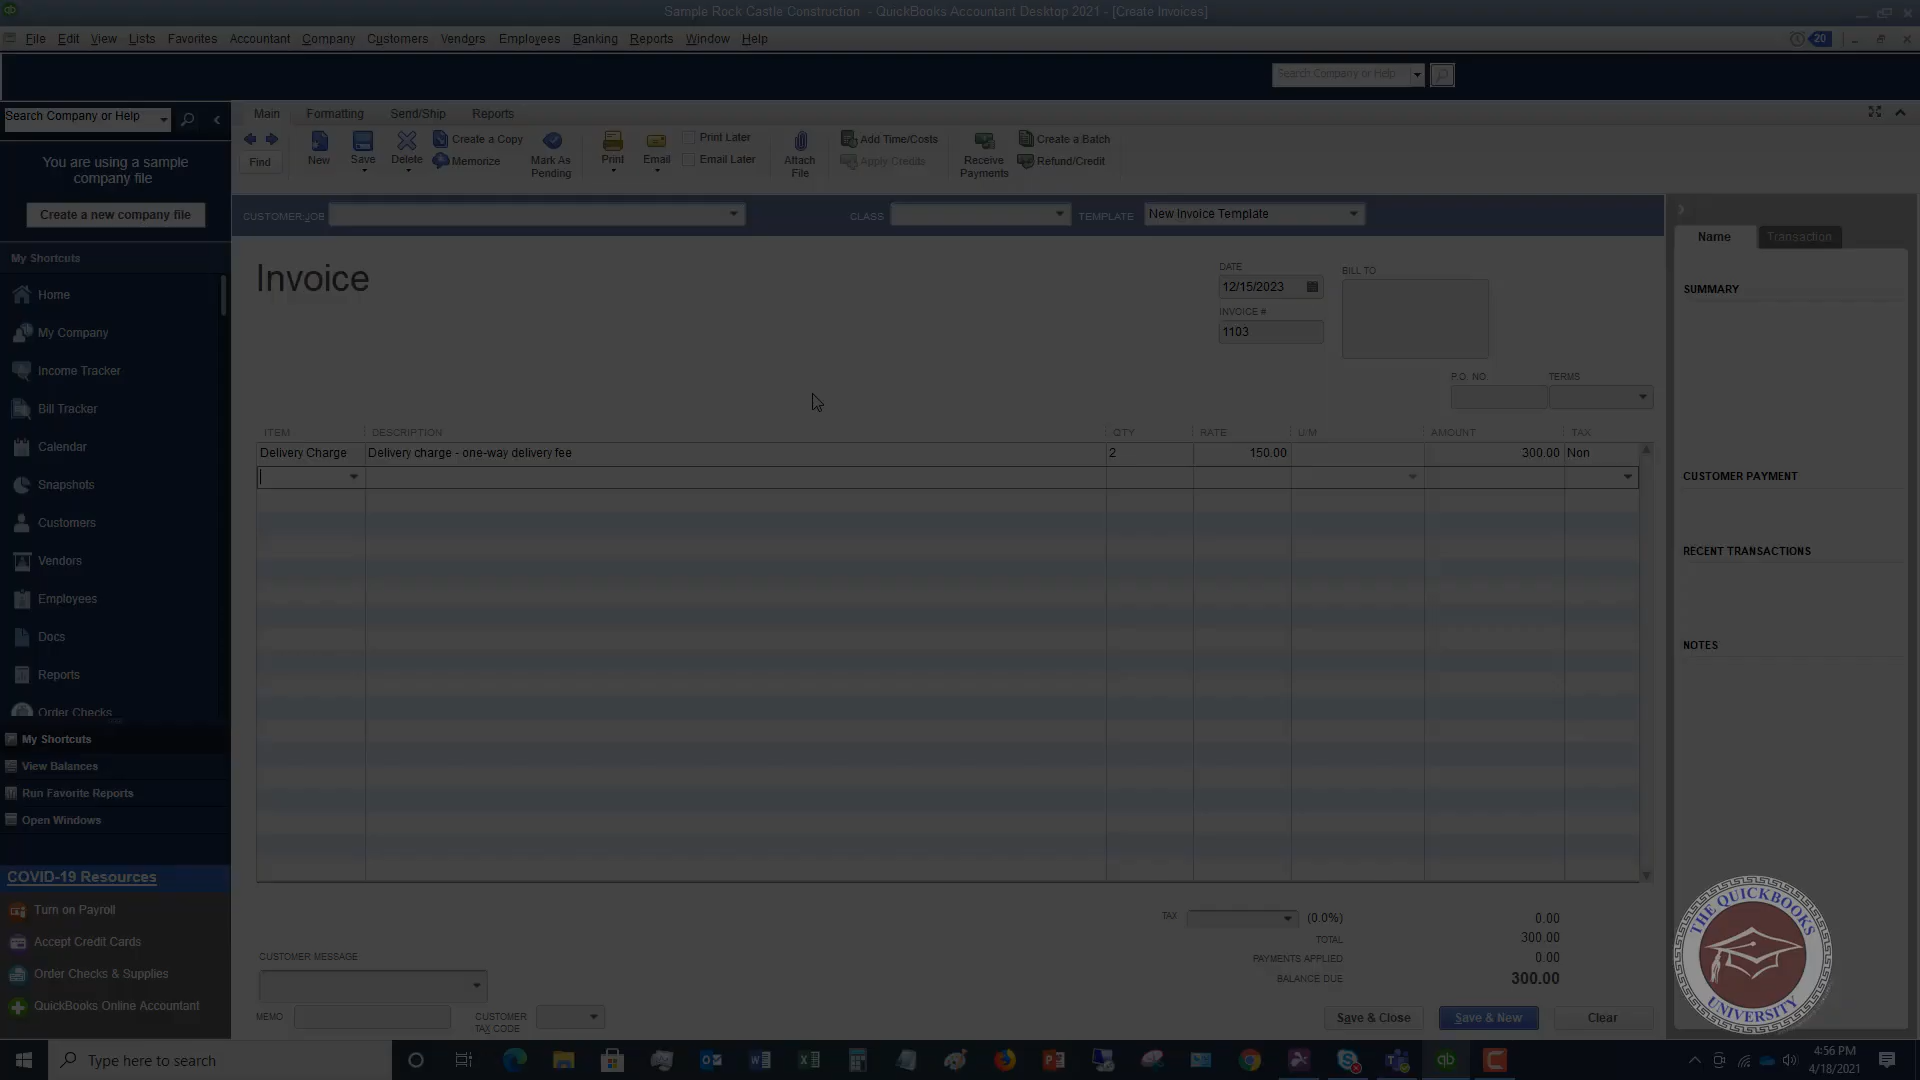 Sample Rock Castle Construction - QuickBooks Accountant Desktop 2021 - [Create Invoices]
File Edit View Lists Favorites Accountant Company Customers Vendors Employees Banking Reports Window Help
20
Search Company or Help
Search Company or Help
Main Formatting Send/Ship Reports
Find
New
Save
Delete
Create a Copy
Memorize
Mark As
Pending
Print
Email
Print Later
Email Later
Attach
File
Add Time/Costs
Apply Credits
Receive
Payments
Create a Batch
Refund/Credit
You are using a sample
company file
Create a new company file
My Shortcuts
Home
My Company
Income Tracker
Bill Tracker
Calendar
Snapshots
Customers
Vendors
Employees
Docs
Reports
Order Checks
My Shortcuts
View Balances
Run Favorite Reports
Open Windows
COVID-19 Resources
Turn on Payroll
Accept Credit Cards
Order Checks & Supplies
QuickBooks Online Accountant
CUSTOMER:JOB
CLASS
TEMPLATE New Invoice Template
Invoice
DATE
12/15/2023
INVOICE #
1103
BILL TO
P.O. NO. TERMS
ITEM DESCRIPTION QTY RATE U/M AMOUNT TAX
Delivery Charge Delivery charge - one-way delivery fee 2 150.00 300.00 Non
TAX (0.0%) 0.00
TOTAL 300.00
PAYMENTS APPLIED 0.00
BALANCE DUE 300.00
CUSTOMER MESSAGE
MEMO
CUSTOMER
TAX CODE
Save & Close Save & New Clear
Name Transaction
SUMMARY
CUSTOMER PAYMENT
RECENT TRANSACTIONS
NOTES
THE QUICKBOOKS
UNIVERSITY
Type here to search
4:56 PM
4/18/2021